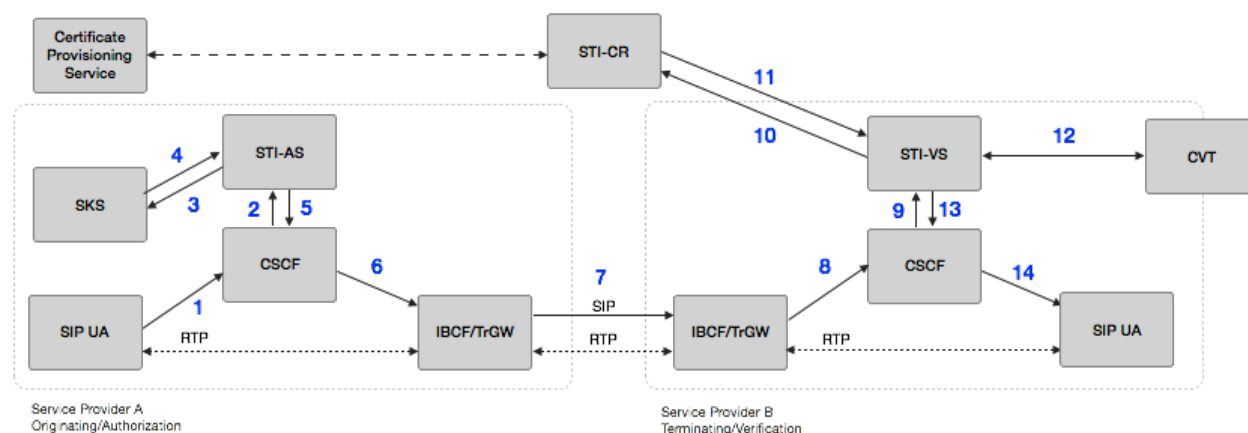 Certificate
Provisioning
Service
STI-CR
11
10
STI-AS
4
SKS
3
2
5
STI-VS
12
CVT
9
13
CSCF
6
7
8
CSCF
14
SIP UA
1
RTP
IBCF/TrGW
SIP
RTP
IBCF/TrGW
RTP
SIP UA
Service Provider A
Originating/Authorization
Service Provider B
Terminating/Verification